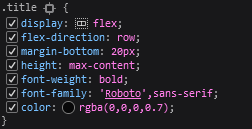 .title {
display: flex;
flex-direction: row;
margin-bottom: 20px;
height: max-content;
font-weight: bold;
font-family: 'Roboto',sans-serif;
color: rgba(0,0,0,0.7);
}